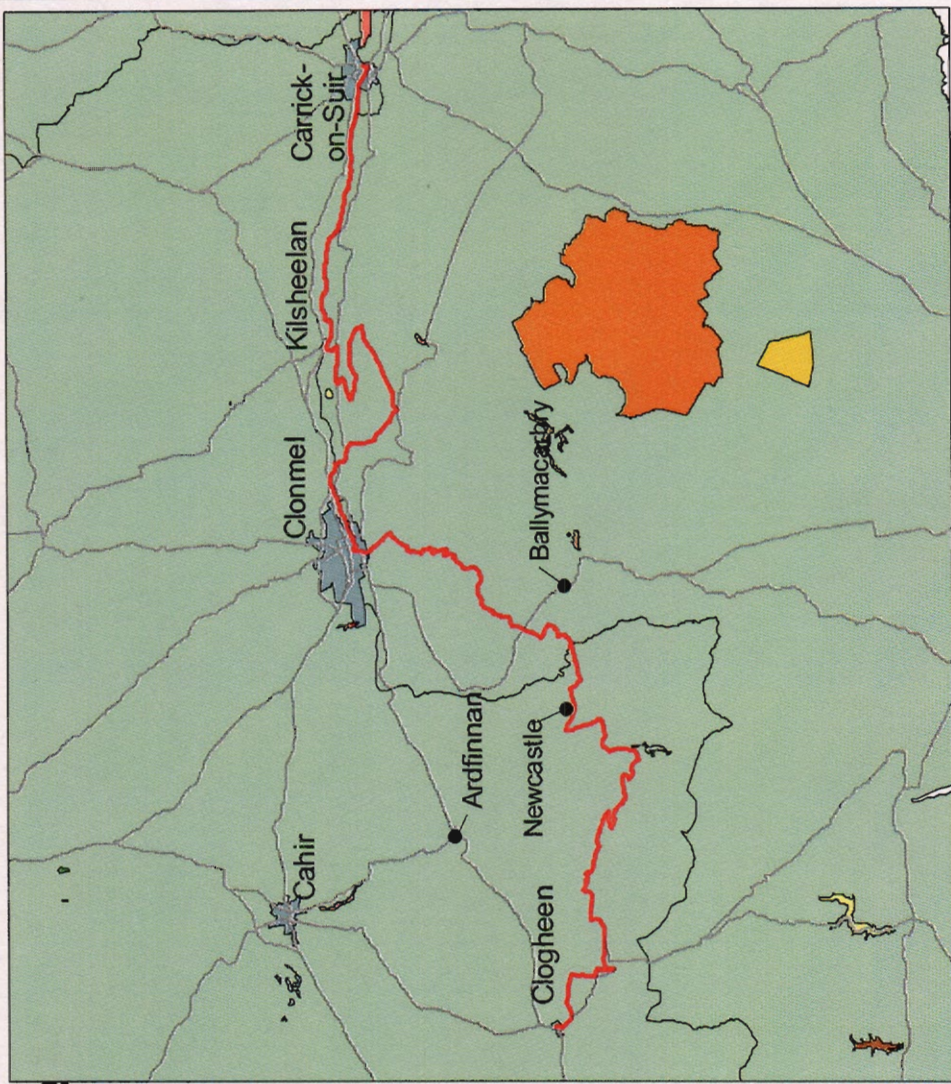 Carrick-
on-Suir
Kilsheelan
Clonmel
Ballymacarbry
Ardfinnan
Newcastle
Cahir
Clogheen